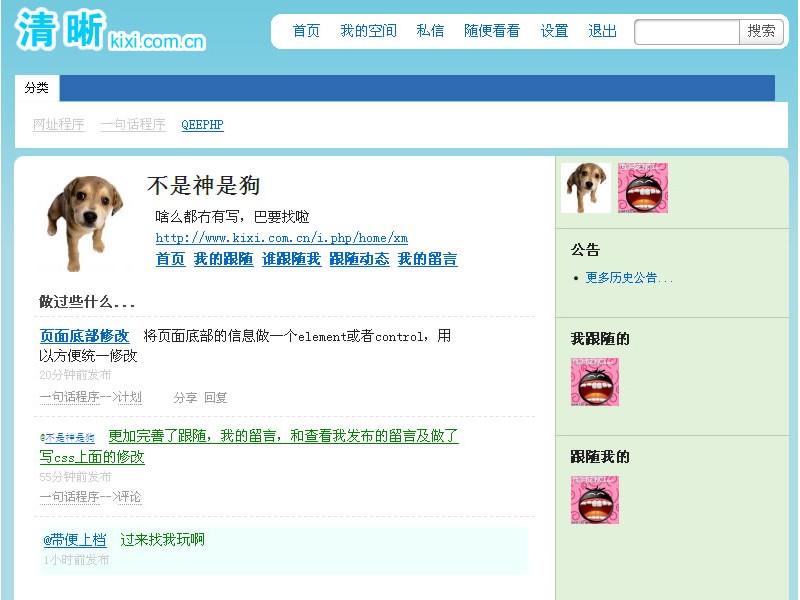 清晰 kixi.com.cn
首页 我的空间 私信 随便看看 设置 退出 搜索
分类
网址程序 一句话程序 QEEPHP
不是神是狗
啥么都冇有写，巴要找啦
http://www.kixi.com.cn/i.php/home/xm
首页 我的跟随 谁跟随我 跟随动态 我的留言
做过些什么...
页面底部修改 将页面底部的信息做一个element或者control，用
以方便统一修改
20分钟前发布
一句话程序-->计划 分享 回复
@不是神是狗 更加完善了跟随，我的留言，和查看我发布的留言及做了
写css上面的修改
55分钟前发布
一句话程序-->评论
@带便上档 过来找我玩啊
1小时前发布
公告
• 更多历史公告...
我跟随的
跟随我的